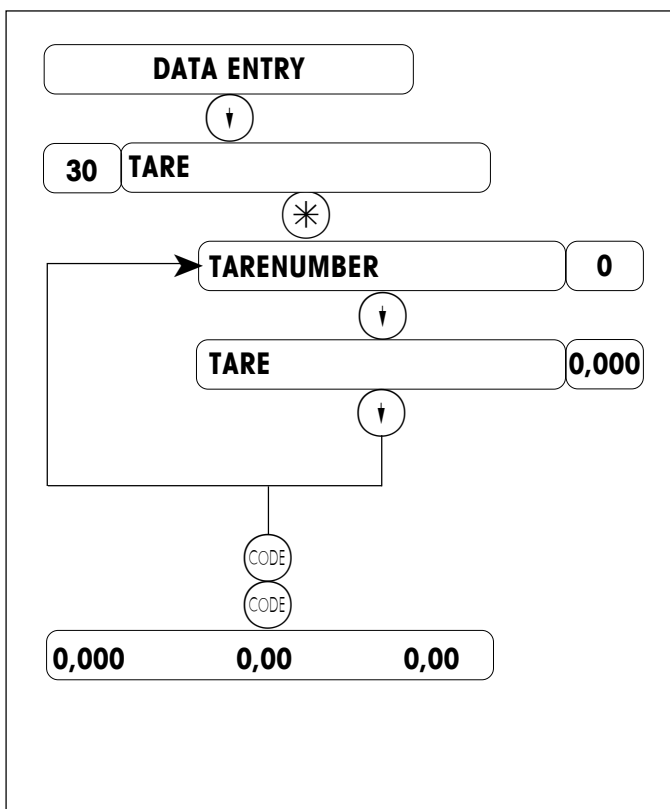 DATA ENTRY
30 TARE
TARENUMBER 0
TARE 0,000
CODE
CODE
0,000 0,00 0,00